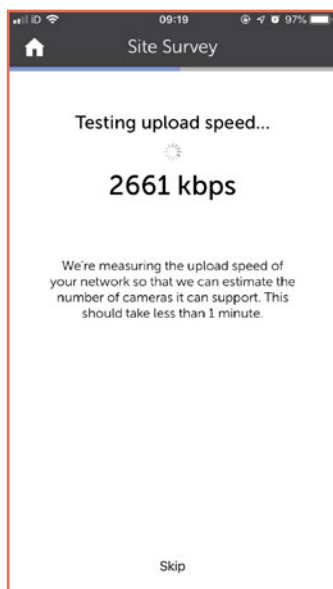 iD 09:19 97%
Site Survey
Testing upload speed...
2661 kbps
We're measuring the upload speed of
your network so that we can estimate the
number of cameras it can support. This
should take less than 1 minute.
Skip